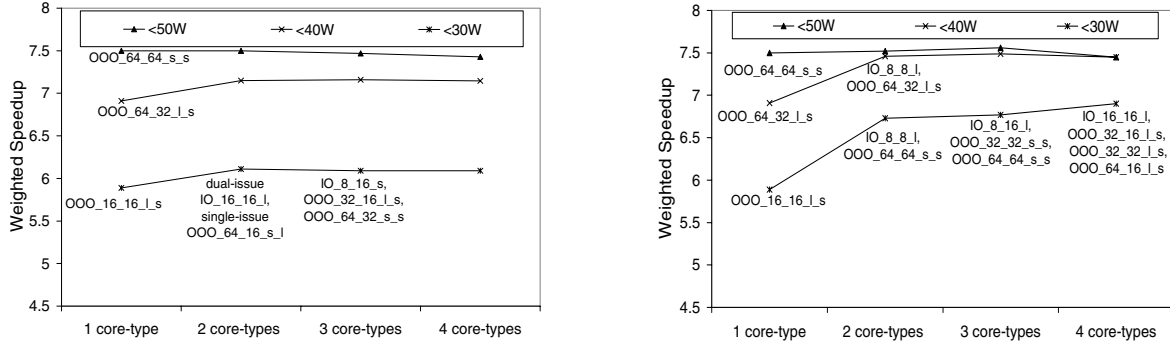 <50W <40W <30W
Weighted Speedup
8
7.5
7
6.5
6
5.5
5
4.5
OOO_64_64_s_s
OOO_64_32_l_s
OOO_16_16_l_s
dual-issue
IO_16_16_l,
single-issue
OOO_64_16_s_l
IO_8_16_s,
OOO_32_16_l_s,
OOO_64_32_s_s
1 core-type 2 core-types 3 core-types 4 core-types
<50W <40W <30W
Weighted Speedup
8
7.5
7
6.5
6
5.5
5
4.5
OOO_64_64_s_s
OOO_64_32_l_s
OOO_16_16_l_s
IO_8_8_l,
OOO_64_32_l_s
IO_8_8_l,
OOO_64_64_s_s
IO_8_16_l,
OOO_32_32_s_s,
OOO_64_64_s_s
IO_16_16_l,
OOO_32_16_l_s,
OOO_32_32_l_s,
OOO_64_16_l_s
1 core-type 2 core-types 3 core-types 4 core-types